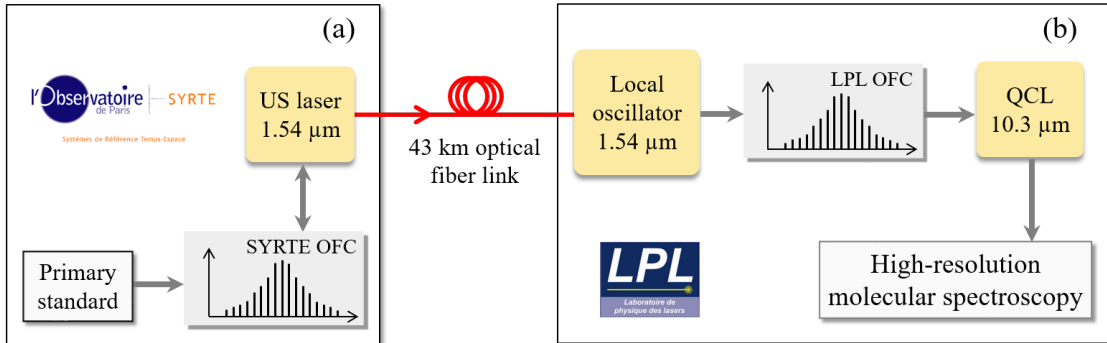 (a)
l'Observatoire
de Paris
SYRTE
Systèmes de Référence Temps-Espace
US laser
1.54 µm
SYRTE OFC
Primary
standard
43 km optical
fiber link
(b)
Local
oscillator
1.54 µm
LPL OFC
QCL
10.3 µm
LPL
Laboratoire de
physique des lasers
High-resolution
molecular spectroscopy